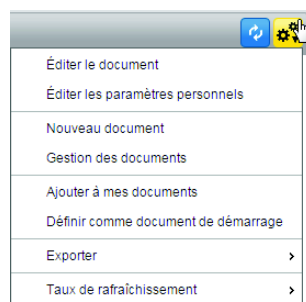 Éditer le document
Éditer les paramètres personnels
Nouveau document
Gestion des documents
Ajouter à mes documents
Définir comme document de démarrage
Exporter
Taux de rafraîchissement